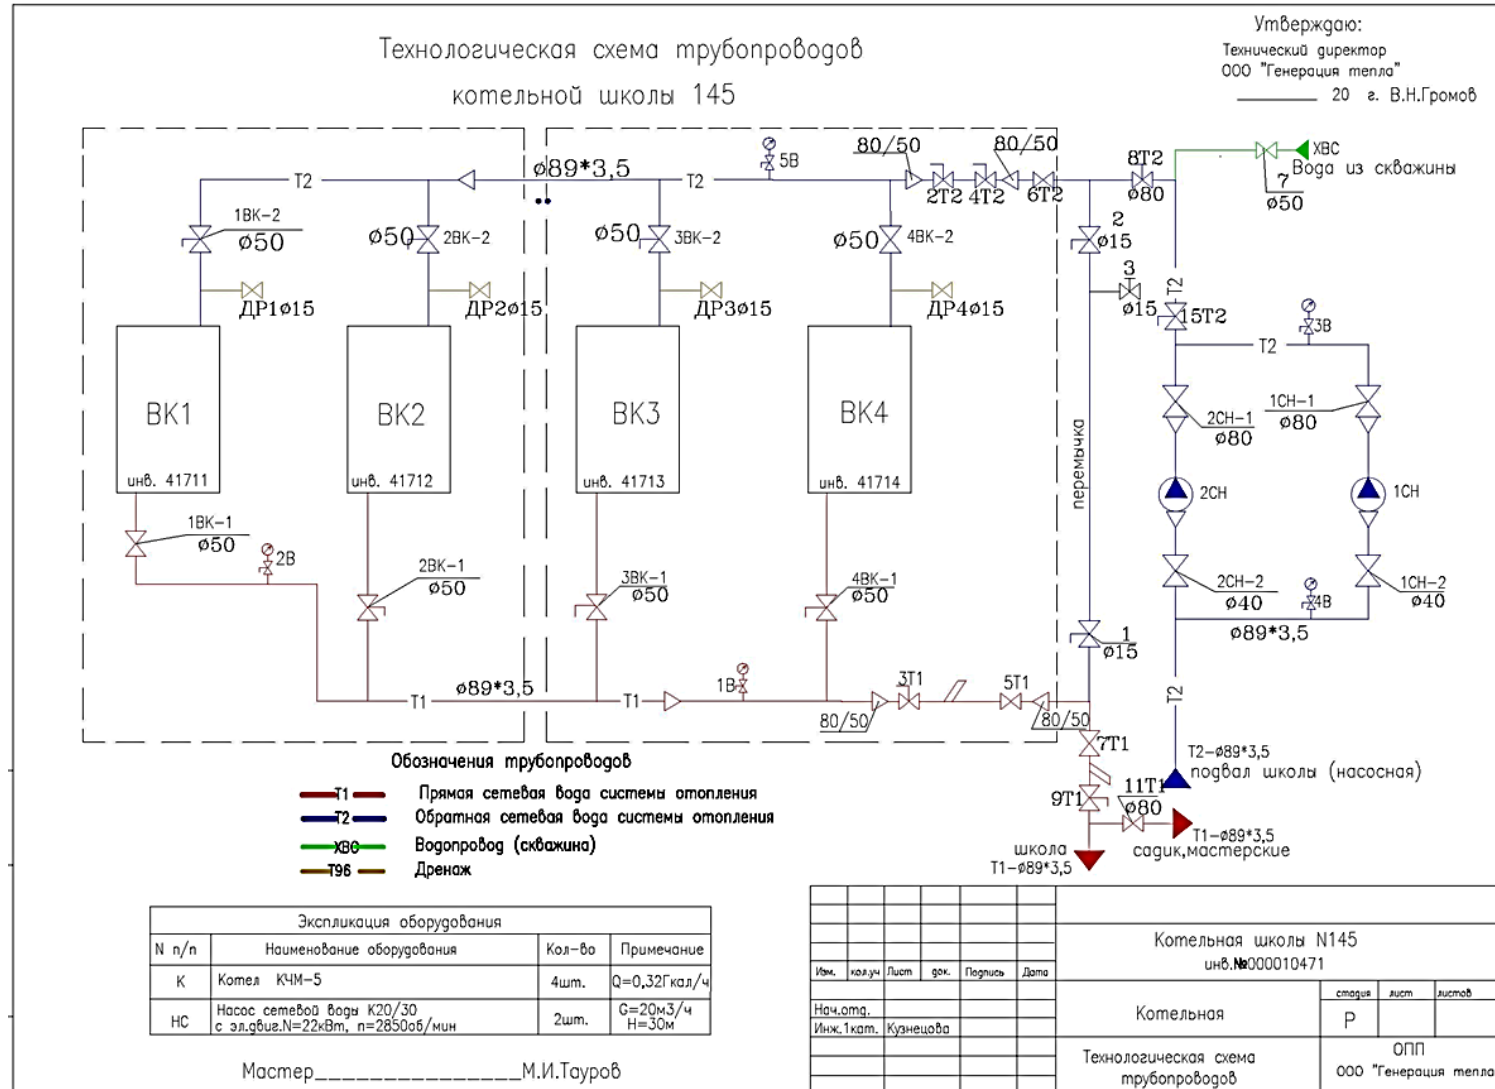 Утверждаю:
Технический директор
ООО "Генерация тепла"
20 г. В.Н.Громов
Технологическая схема трубопроводов
котельной школы 145
80/50
80/50
5В
8Т2
ø80
ХВС
Вода из скважины
7
ø50
Т2
ø89*3,5
Т2
2Т2
4Т2
6Т2
1ВК-2
ø50
ø50
2ВК-2
ø50
3ВК-2
ø50
4ВК-2
2
ø15
3
ø15
Т2
ДР1ø15
ДР2ø15
ДР3ø15
ДР4ø15
15Т2
3В
Т2
ВК1
инв. 41711
ВК2
инв. 41712
ВК3
инв. 41713
ВК4
инв. 41714
перемычка
2СН-1
ø80
1СН-1
ø80
2СН
1СН
1ВК-1
ø50
2В
2ВК-1
ø50
3ВК-1
ø50
4ВК-1
ø50
2СН-2
ø40
4В
1СН-2
ø40
ø89*3,5
1
ø15
Т2
Т1
ø89*3,5
Т1
1В
3Т1
5Т1
80/50
80/50
7Т1
9Т1
11Т1
ø80
Т2-ø89*3,5
подвал школы (насосная)
Т1-ø89*3,5
садик,мастерские
школа
Т1-ø89*3,5
Обозначения трубопроводов
Т1 Прямая сетевая вода системы отопления
Т2 Обратная сетевая вода системы отопления
ХВС Водопровод (скважина)
Т96 Дренаж
Экспликация оборудования
N п/п Наименование оборудования Кол-во Примечание
К Котел КЧМ-5 4шт. Q=0,32Гкал/ч
НС Насос сетевой воды К20/30
с эл.двиг.N=22кВт, n=2850об/мин 2шт. G=20м3/ч
Н=30м
Мастер_________________М.И.Тауров
Изм. кол.уч Лист док. Подпись Дата
Нач.отд.
Инж.1кат. Кузнецова
Котельная школы N145
инв.№000010471
Котельная
стадия лист листов
Р
Технологическая схема
трубопроводов
ОПП
ООО "Генерация тепла